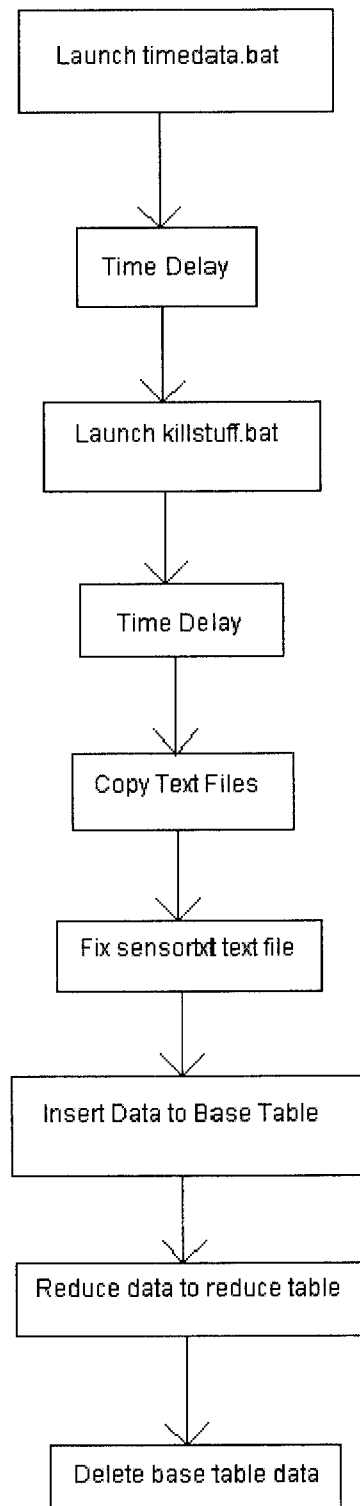 Launch timedata.bat
Time Delay
Launch killstuff.bat
Time Delay
Copy Text Files
Fix sensortxt text file
Insert Data to Base Table
Reduce data to reduce table
Delete base table data